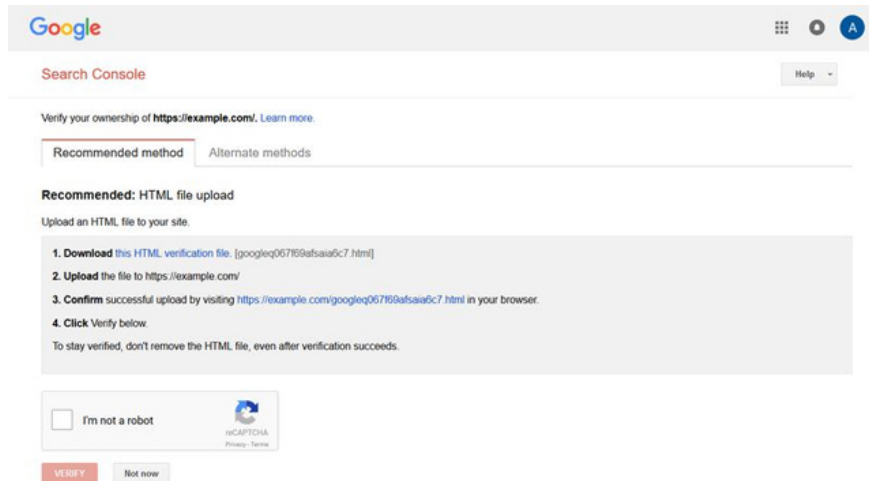 Google
A
Search Console
Help
Verify your ownership of https://example.com/. Learn more.
Recommended method
Alternate methods
Recommended: HTML file upload
Upload an HTML file to your site.
1. Download this HTML verification file. [googleq067f69afsaia6c7.html]
2. Upload the file to https://example.com/
3. Confirm successful upload by visiting https://example.com/googleq067f69afsaia6c7.html in your browser.
4. Click Verify below.
To stay verified, don't remove the HTML file, even after verification succeeds.
I'm not a robot
reCAPTCHA
Privacy - Terms
VERIFY
Not now